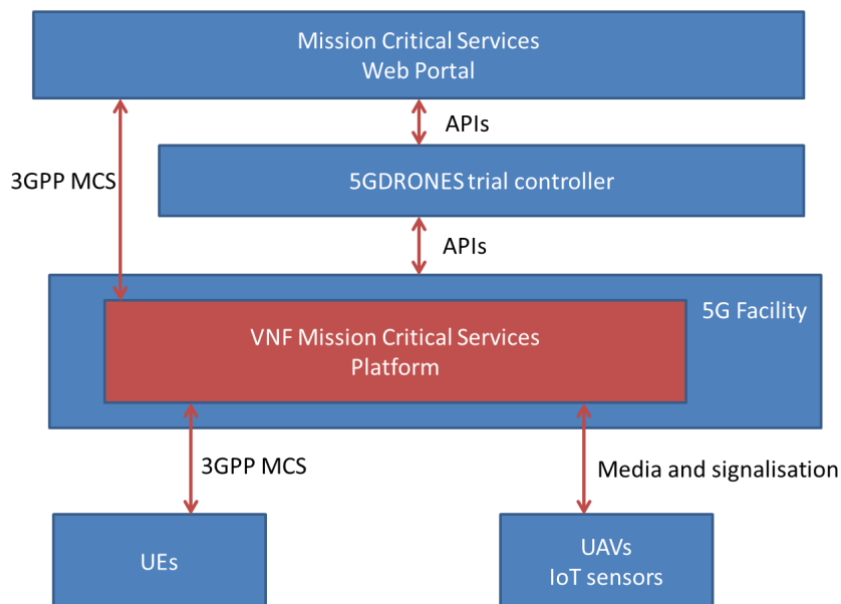 Mission Critical Services
Web Portal
APIs
3GPP MCS
5GDRONES trial controller
APIs
5G Facility
VNF Mission Critical Services
Platform
3GPP MCS
Media and signalisation
UEs
UAVs
IoT sensors